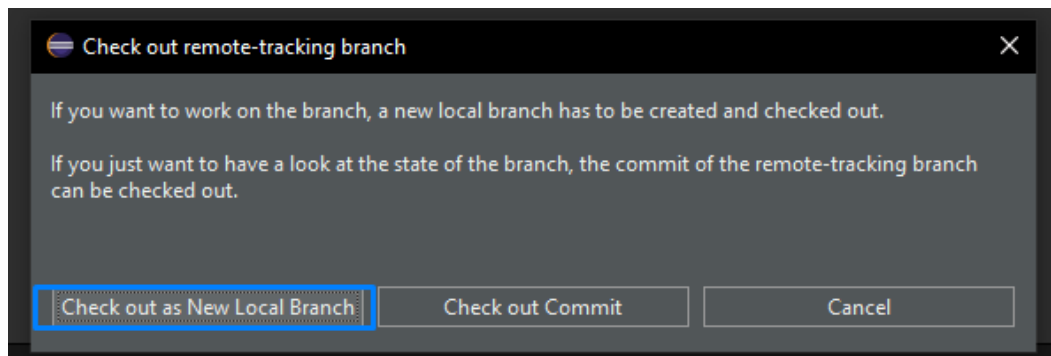 Check out remote-tracking branch
If you want to work on the branch, a new local branch has to be created and checked out.
If you just want to have a look at the state of the branch, the commit of the remote-tracking branch
can be checked out.
Check out as New Local Branch
Check out Commit
Cancel